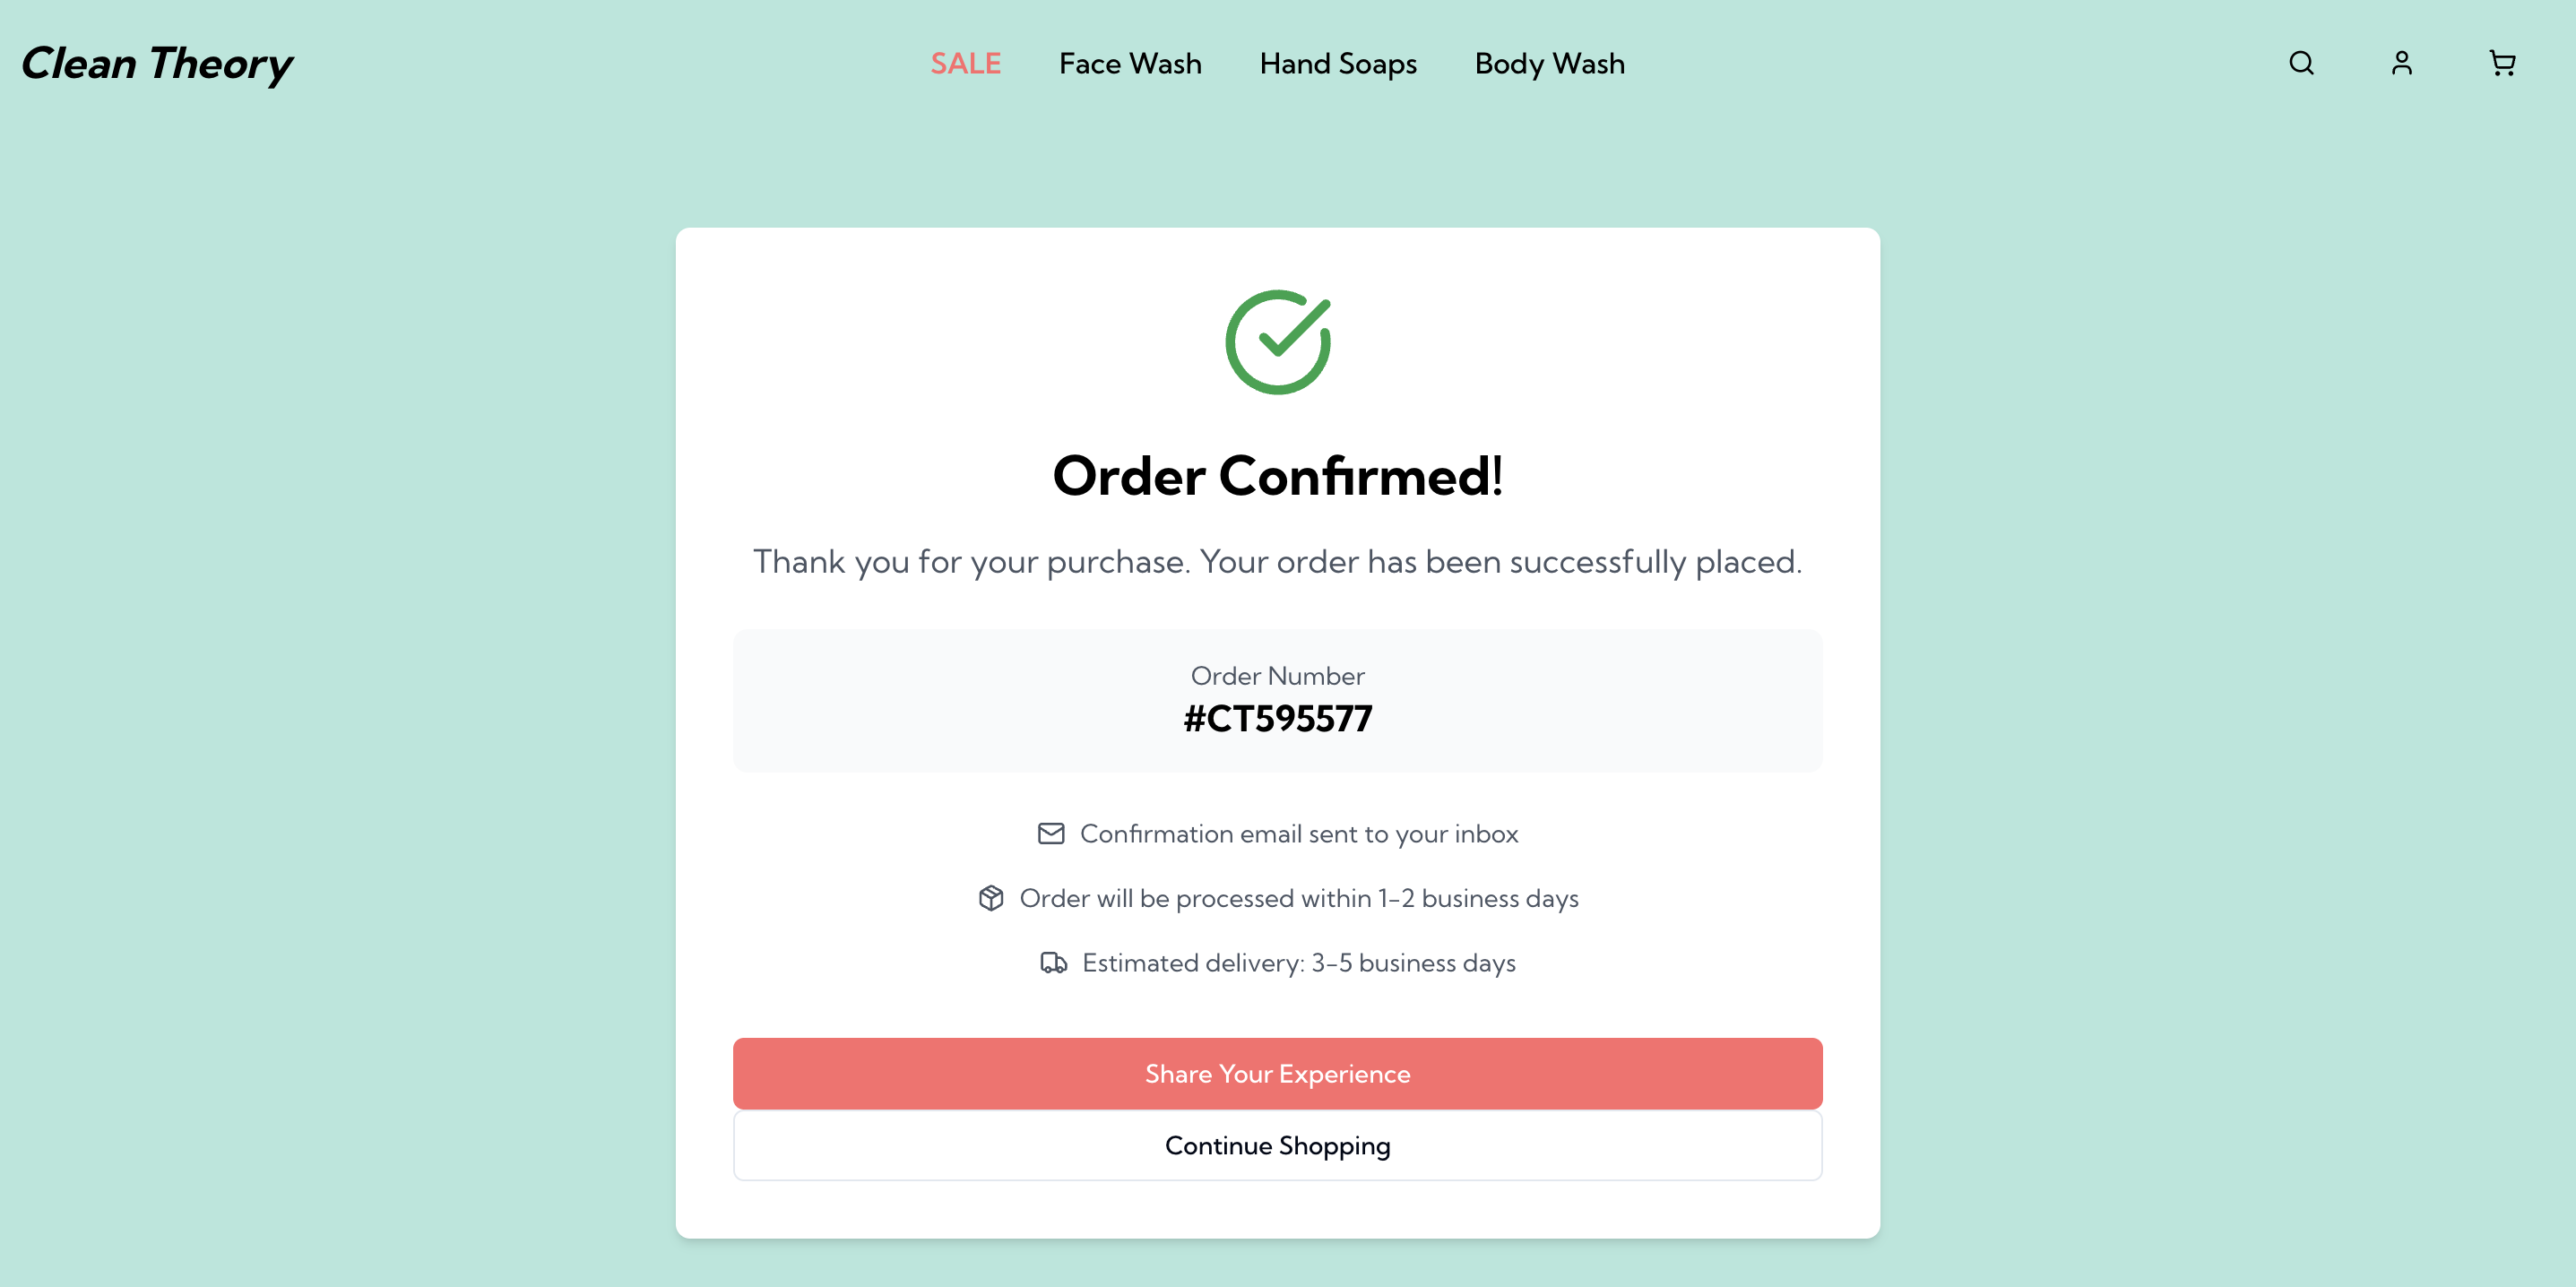 Clean Theory
SALE
Face Wash
Hand Soaps
Body Wash
Order Confirmed!
Thank you for your purchase. Your order has been successfully placed.
Order Number
#CT595577
Confirmation email sent to your inbox
Order will be processed within 1-2 business days
Estimated delivery: 3-5 business days
Share Your Experience
Continue Shopping